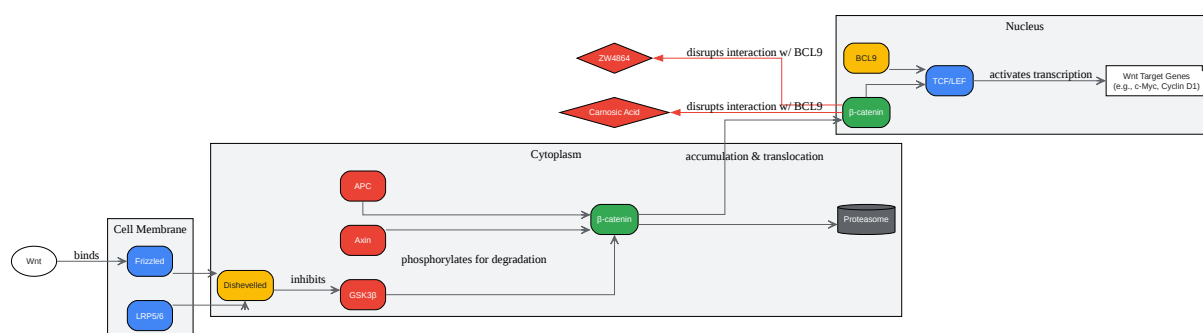 Nucleus
ZW4864
disrupts interaction w/ BCL9
BCL9
TCF/LEF
activates transcription
Wnt Target Genes
(e.g., c-Myc, Cyclin D1)
Carnosic Acid
disrupts interaction w/ BCL9
β-catenin
Cytoplasm
accumulation & translocation
APC
β-catenin
Proteasome
Cell Membrane
Axin
Wnt
binds
Frizzled
phosphorylates for degradation
Dishevelled
inhibits
GSK3β
LRP5/6